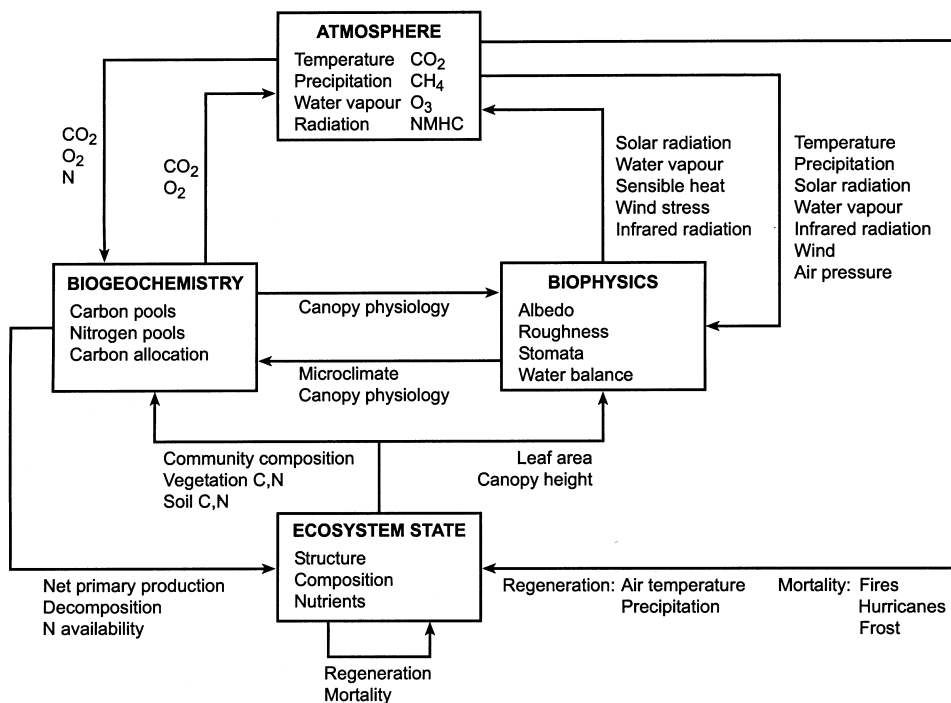 ATMOSPHERE
Temperature CO₂
Precipitation CH₄
Water vapour O₃
Radiation NMHC
CO₂
O₂
N
CO₂
O₂
Solar radiation
Water vapour
Sensible heat
Wind stress
Infrared radiation
Temperature
Precipitation
Solar radiation
Water vapour
Infrared radiation
Wind
Air pressure
BIOGEOCHEMISTRY
Carbon pools
Nitrogen pools
Carbon allocation
Canopy physiology
Microclimate
Canopy physiology
BIOPHYSICS
Albedo
Roughness
Stomata
Water balance
Community composition
Vegetation C,N
Soil C,N
Leaf area
Canopy height
ECOSYSTEM STATE
Structure
Composition
Nutrients
Net primary production
Decomposition
N availability
Regeneration: Air temperature
Precipitation
Mortality: Fires
Hurricanes
Frost
Regeneration
Mortality